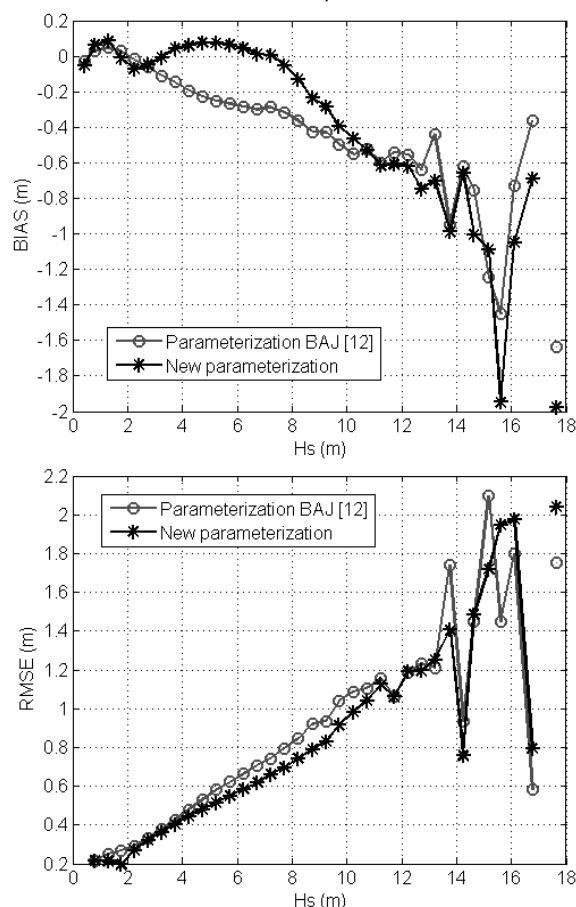 0.2
0
-0.2
-0.4
-0.6
-0.8
-1
-1.2
-1.4
-1.6
-1.8
-2
BIAS (m)
Parameterization BAJ [12]
New parameterization
0 2 4 6 8 10 12 14 16 18
Hs (m)
2.2
2
1.8
1.6
1.4
1.2
1
0.8
0.6
0.4
0.2
RMSE (m)
Parameterization BAJ [12]
New parameterization
0 2 4 6 8 10 12 14 16 18
Hs (m)